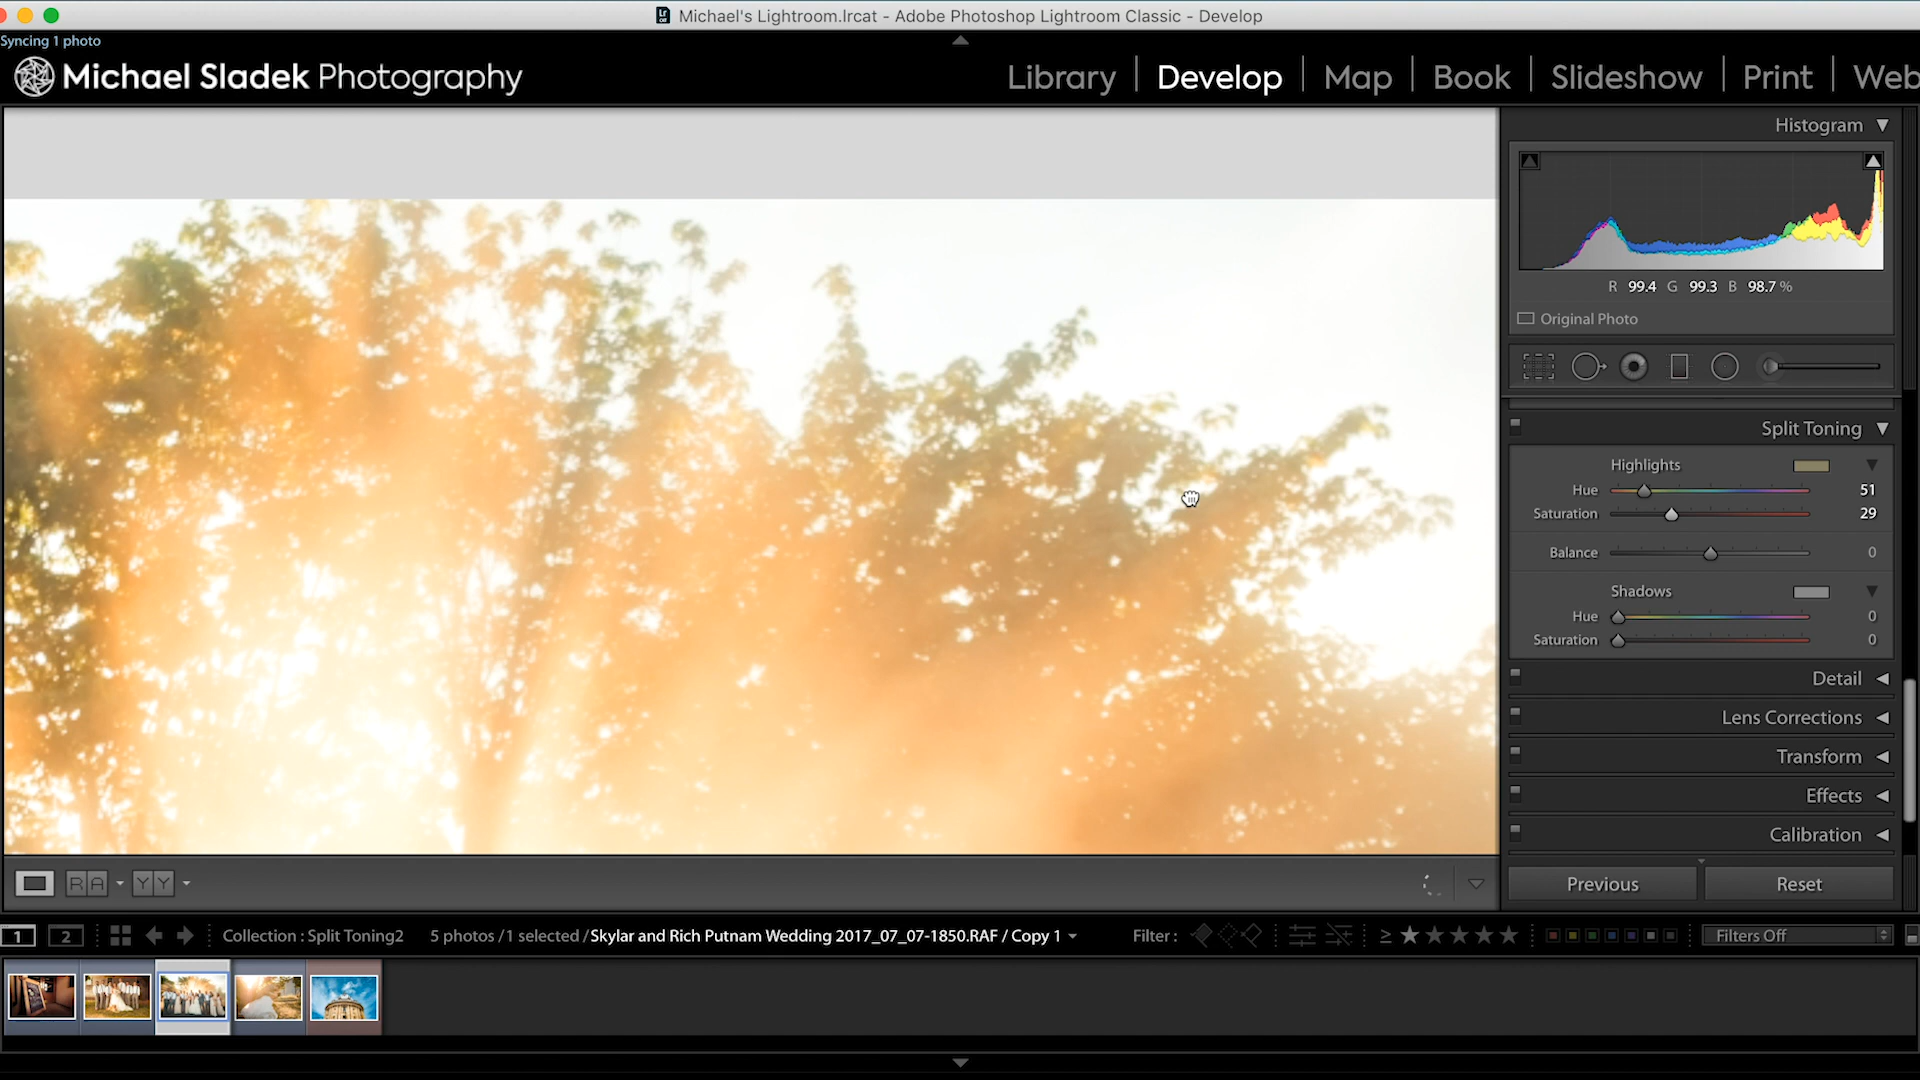 Michael's Lightroom.lrcat - Adobe Photoshop Lightroom Classic - Develop
Syncing 1 photo
Michael Sladek Photography
Library Develop Map Book Slideshow Print Web
Histogram
R 99.4 G 99.3 B 98.7 %
Original Photo
Split Toning
Highlights
Hue 51
Saturation 29
Balance 0
Shadows
Hue 0
Saturation 0
Detail
Lens Corrections
Transform
Effects
Calibration
R A Y Y
Previous Reset
1 2 Collection : Split Toning2 5 photos / 1 selected / Skylar and Rich Putnam Wedding 2017_07_07-1850.RAF / Copy 1 Filter : ≥ Filters Off